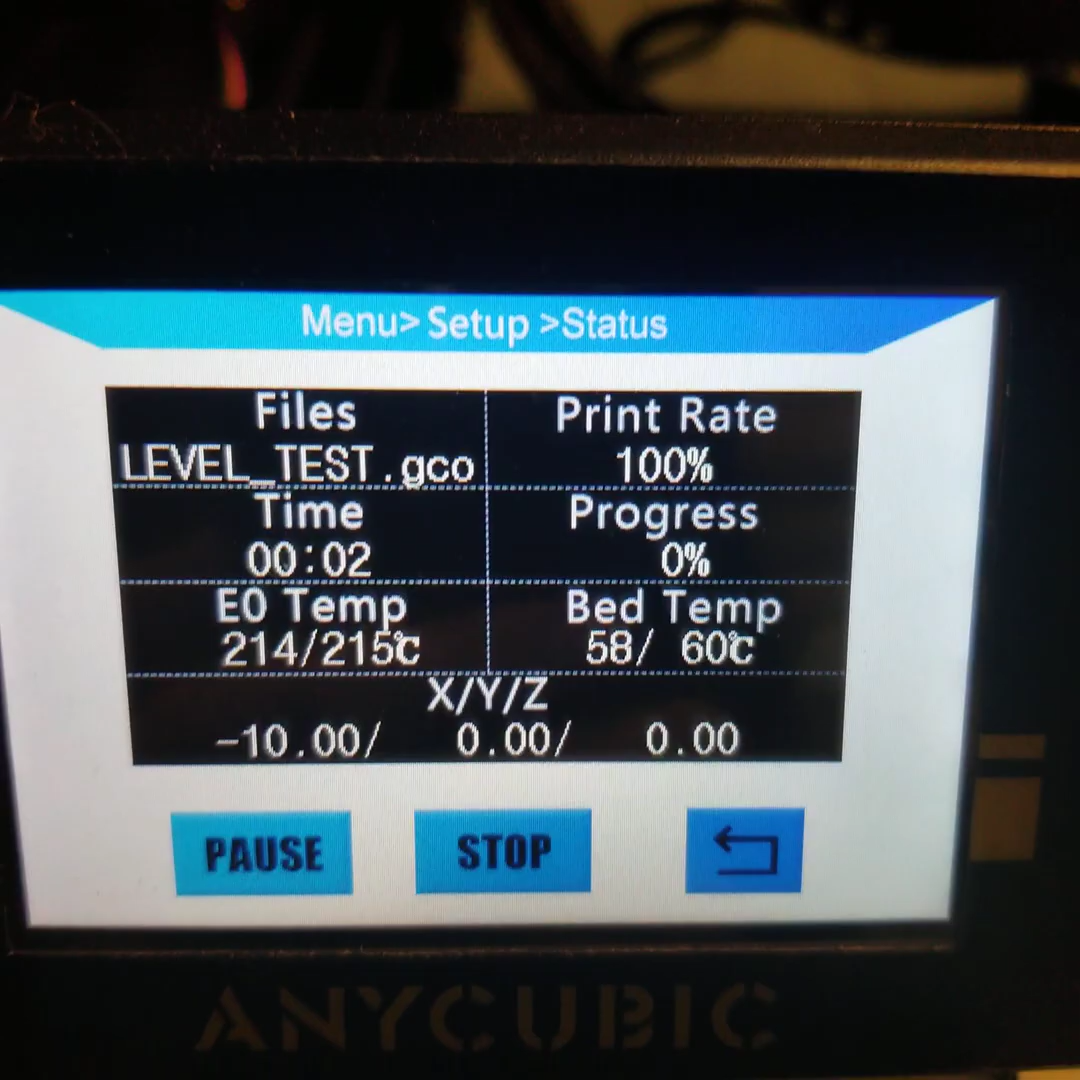 Menu> Setup >Status
Files
LEVEL_TEST.gco
Print Rate
100%
Time
00:02
Progress
0%
E0 Temp
214/215℃
Bed Temp
58/ 60℃
X/Y/Z
-10.00/ 0.00/ 0.00
PAUSE
STOP
ANYCUBIC